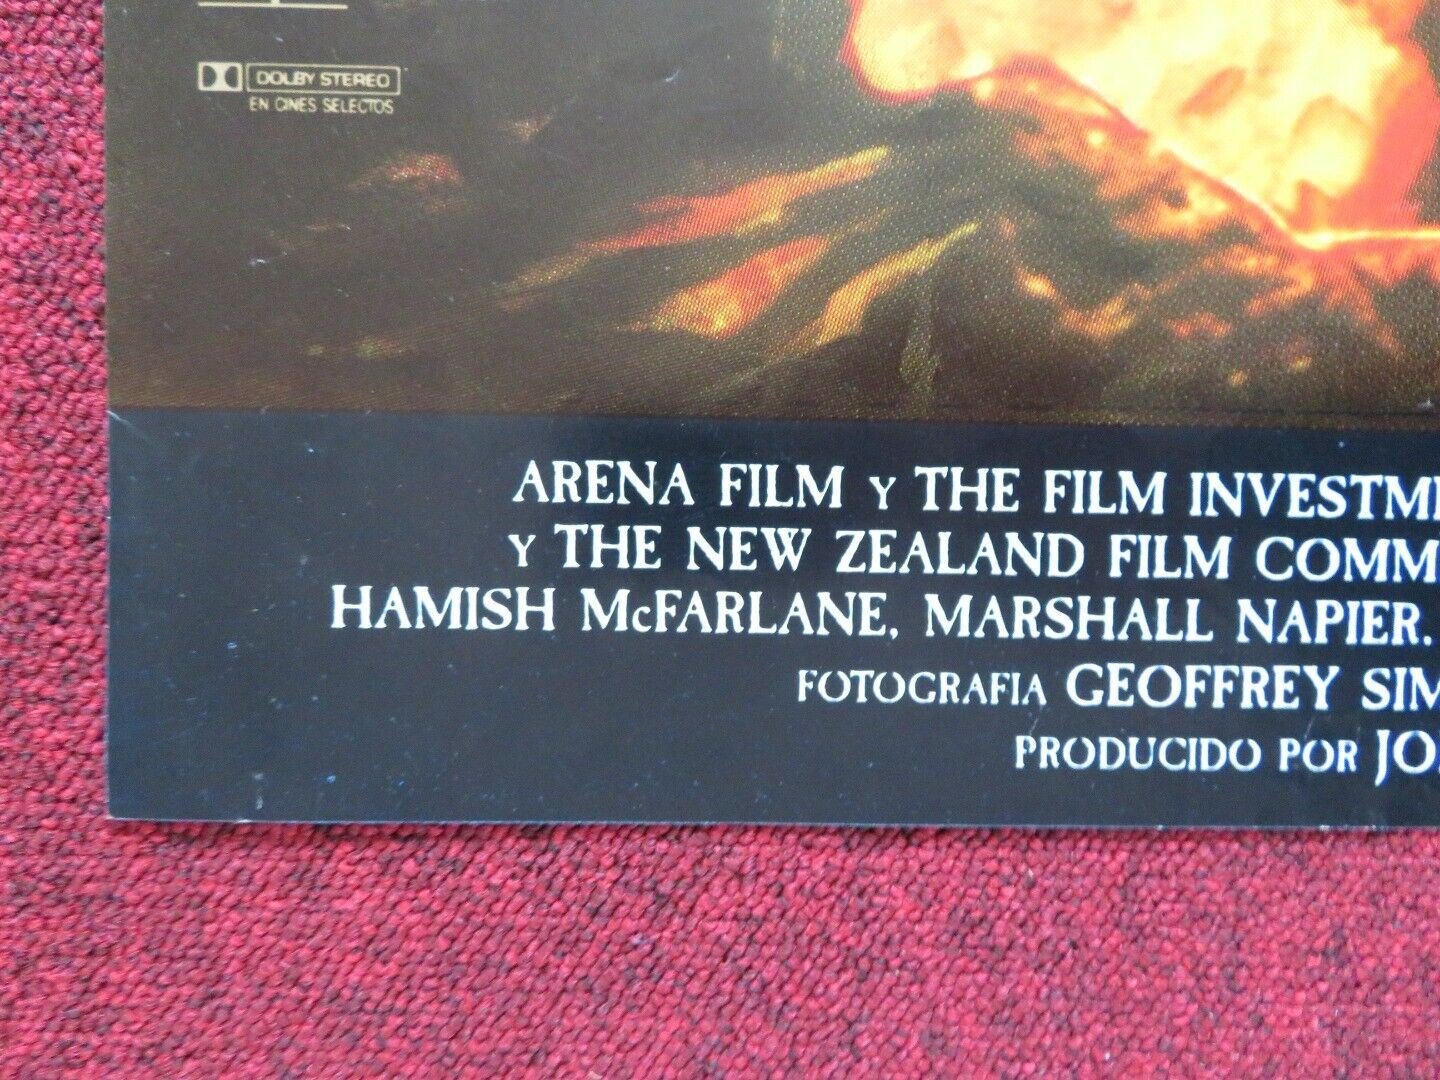 DOLBY STEREO
EN CINES SELECTOS
ARENA FILM Y THE FILM INVESTM
Y THE NEW ZEALAND FILM COMM
HAMISH McFARLANE, MARSHALL NAPIER,
FOTOGRAFIA GEOFFREY SIM
PRODUCIDO POR JO